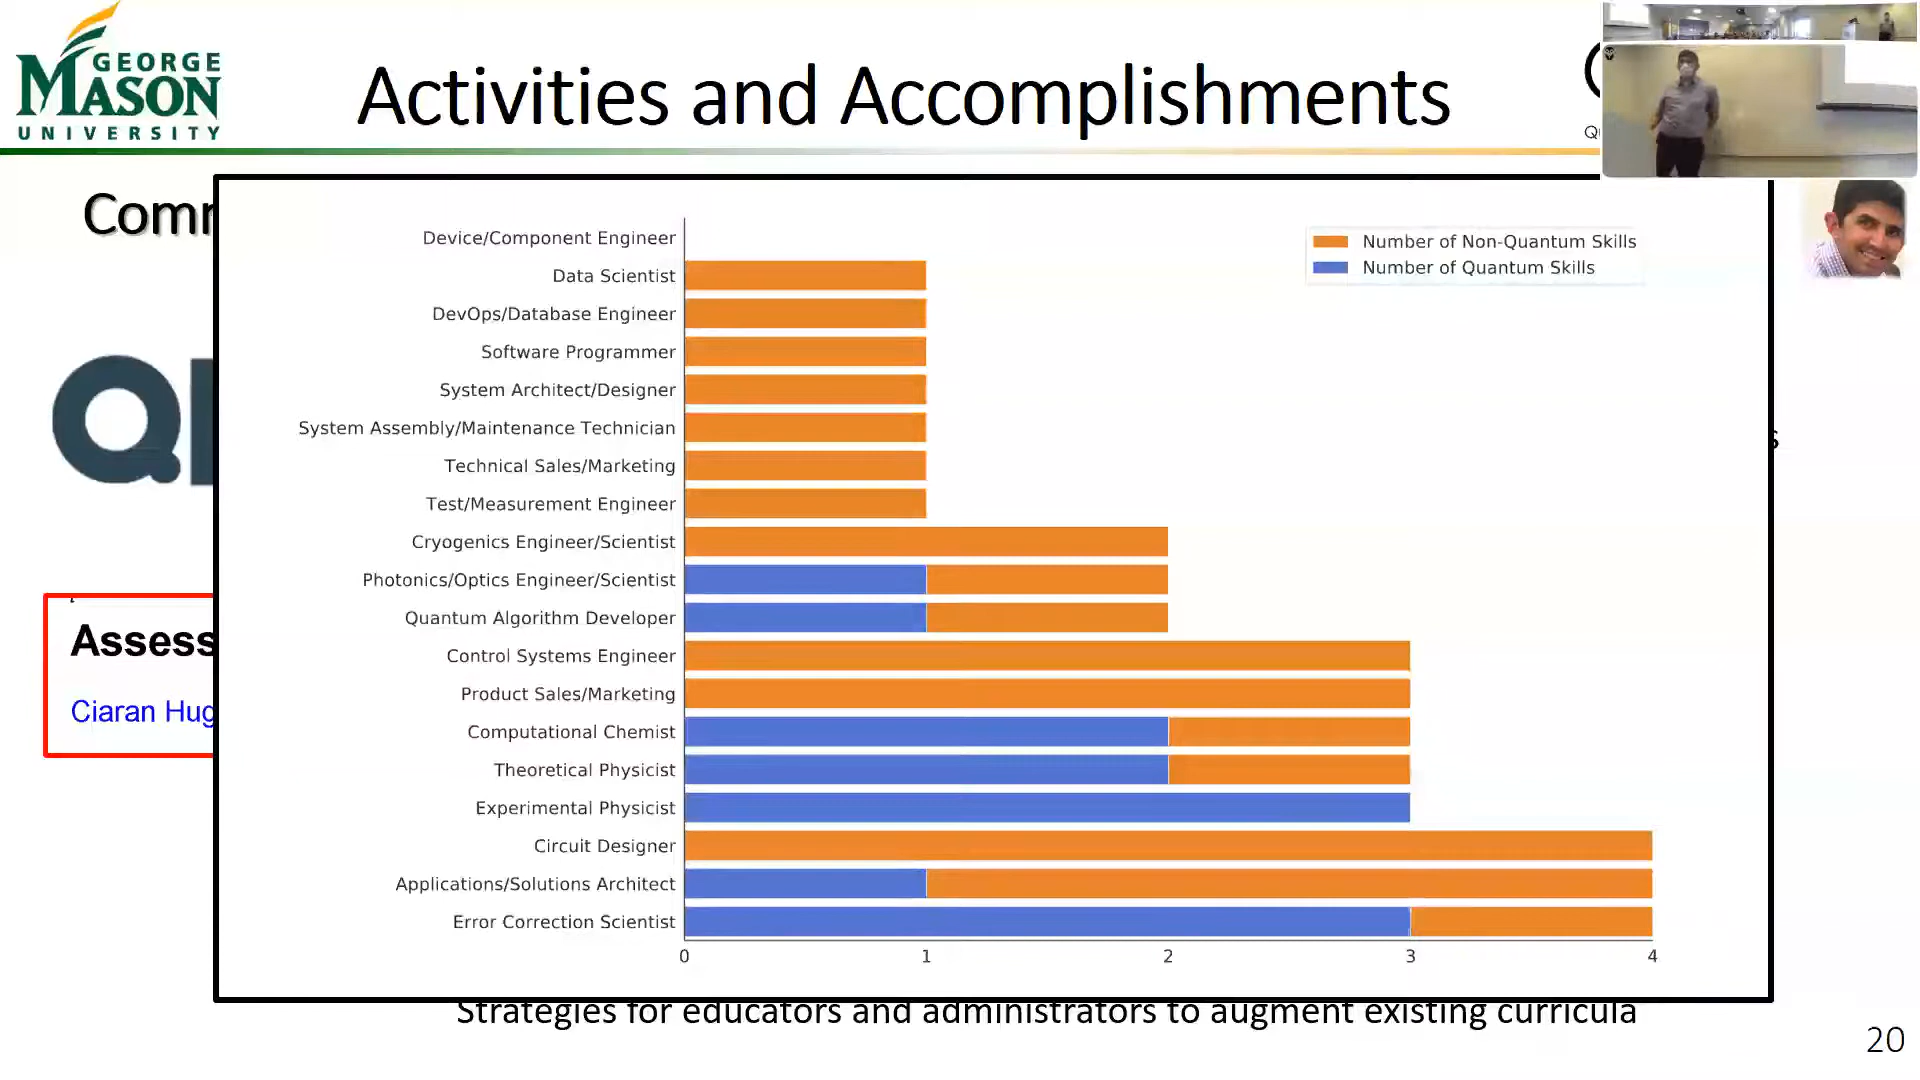 GEORGE
MASON
UNIVERSITY
Activities and Accomplishments
Device/Component Engineer
Data Scientist
DevOps/Database Engineer
Software Programmer
System Architect/Designer
System Assembly/Maintenance Technician
Technical Sales/Marketing
Test/Measurement Engineer
Cryogenics Engineer/Scientist
Photonics/Optics Engineer/Scientist
Quantum Algorithm Developer
Control Systems Engineer
Product Sales/Marketing
Computational Chemist
Theoretical Physicist
Experimental Physicist
Circuit Designer
Applications/Solutions Architect
Error Correction Scientist
0 1 2 3 4
Number of Non-Quantum Skills
Number of Quantum Skills
Assess
Ciaran Hug
Strategies for educators and administrators to augment existing curricula
20